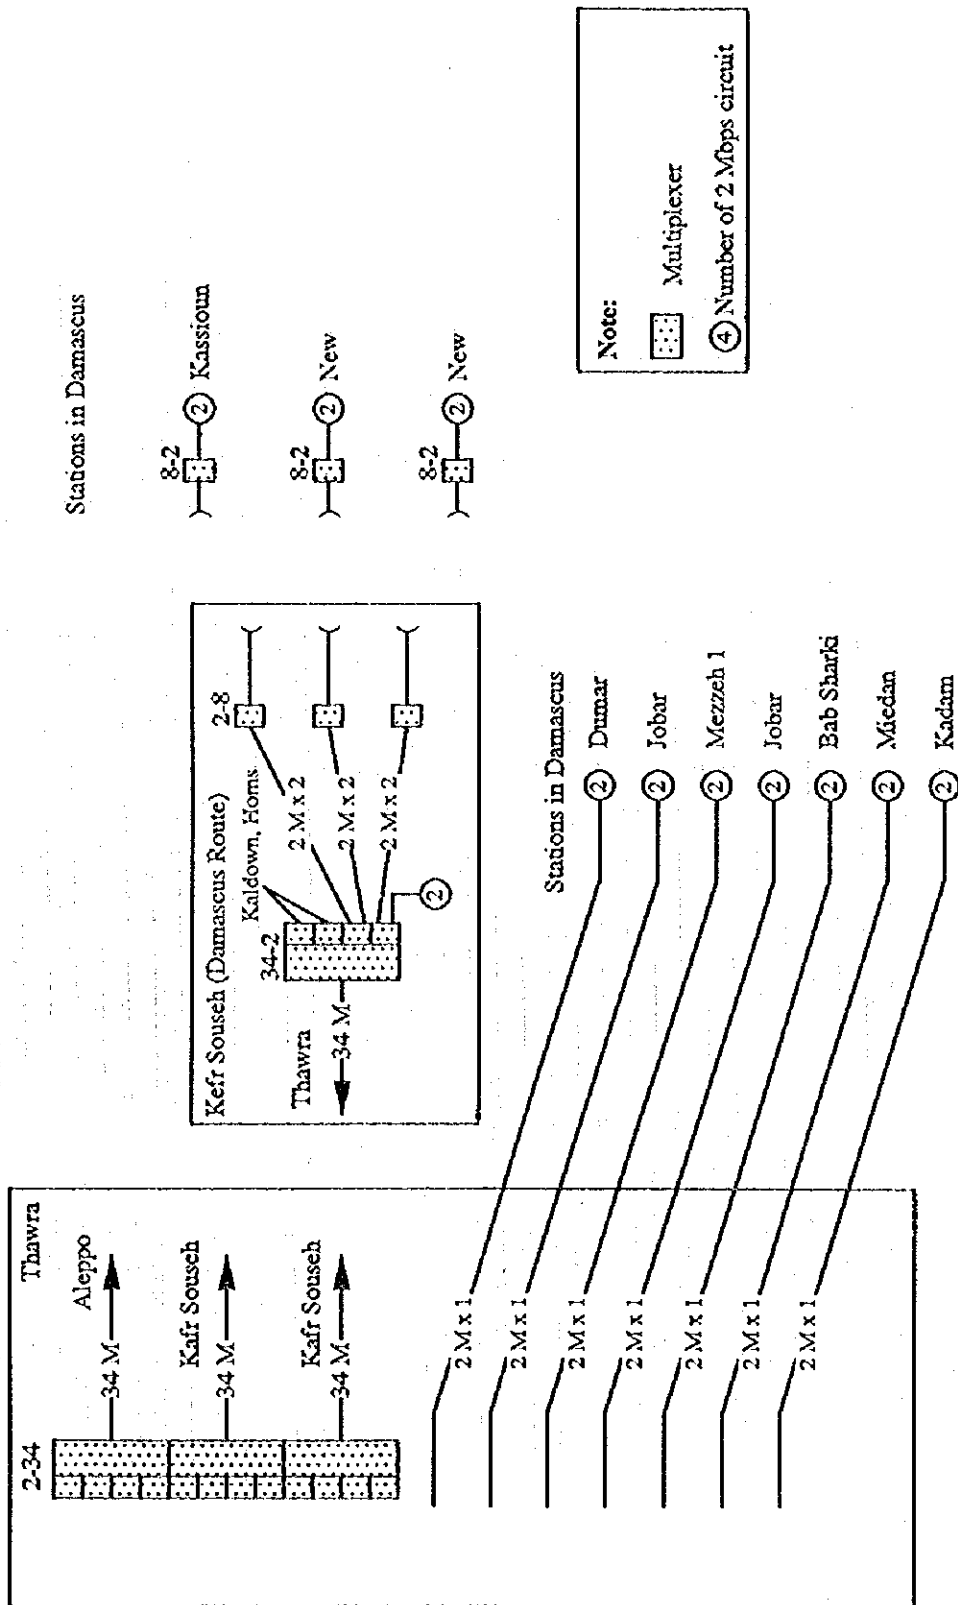 Thawra
2-34
Aleppo
34 M
Kafr Souseh
34 M
Kafr Souseh
34 M
2 M x 1
2 M x 1
2 M x 1
2 M x 1
2 M x 1
2 M x 1
2 M x 1
Kefr Souseh (Damascus Route)
Kaldown, Homs
Thawra
34 M
34-2
2 M x 2
2 M x 2
2 M x 2
2-8
2
Stations in Damascus
8-2
2 Kassioun
8-2
2 New
8-2
2 New
Stations in Damascus
2 Dumar
2 Jobar
2 Mezzeh 1
2 Jobar
2 Bab Sharki
2 Miedan
2 Kadam
Note:
Multiplexer
4 Number of 2 Mbps circuit